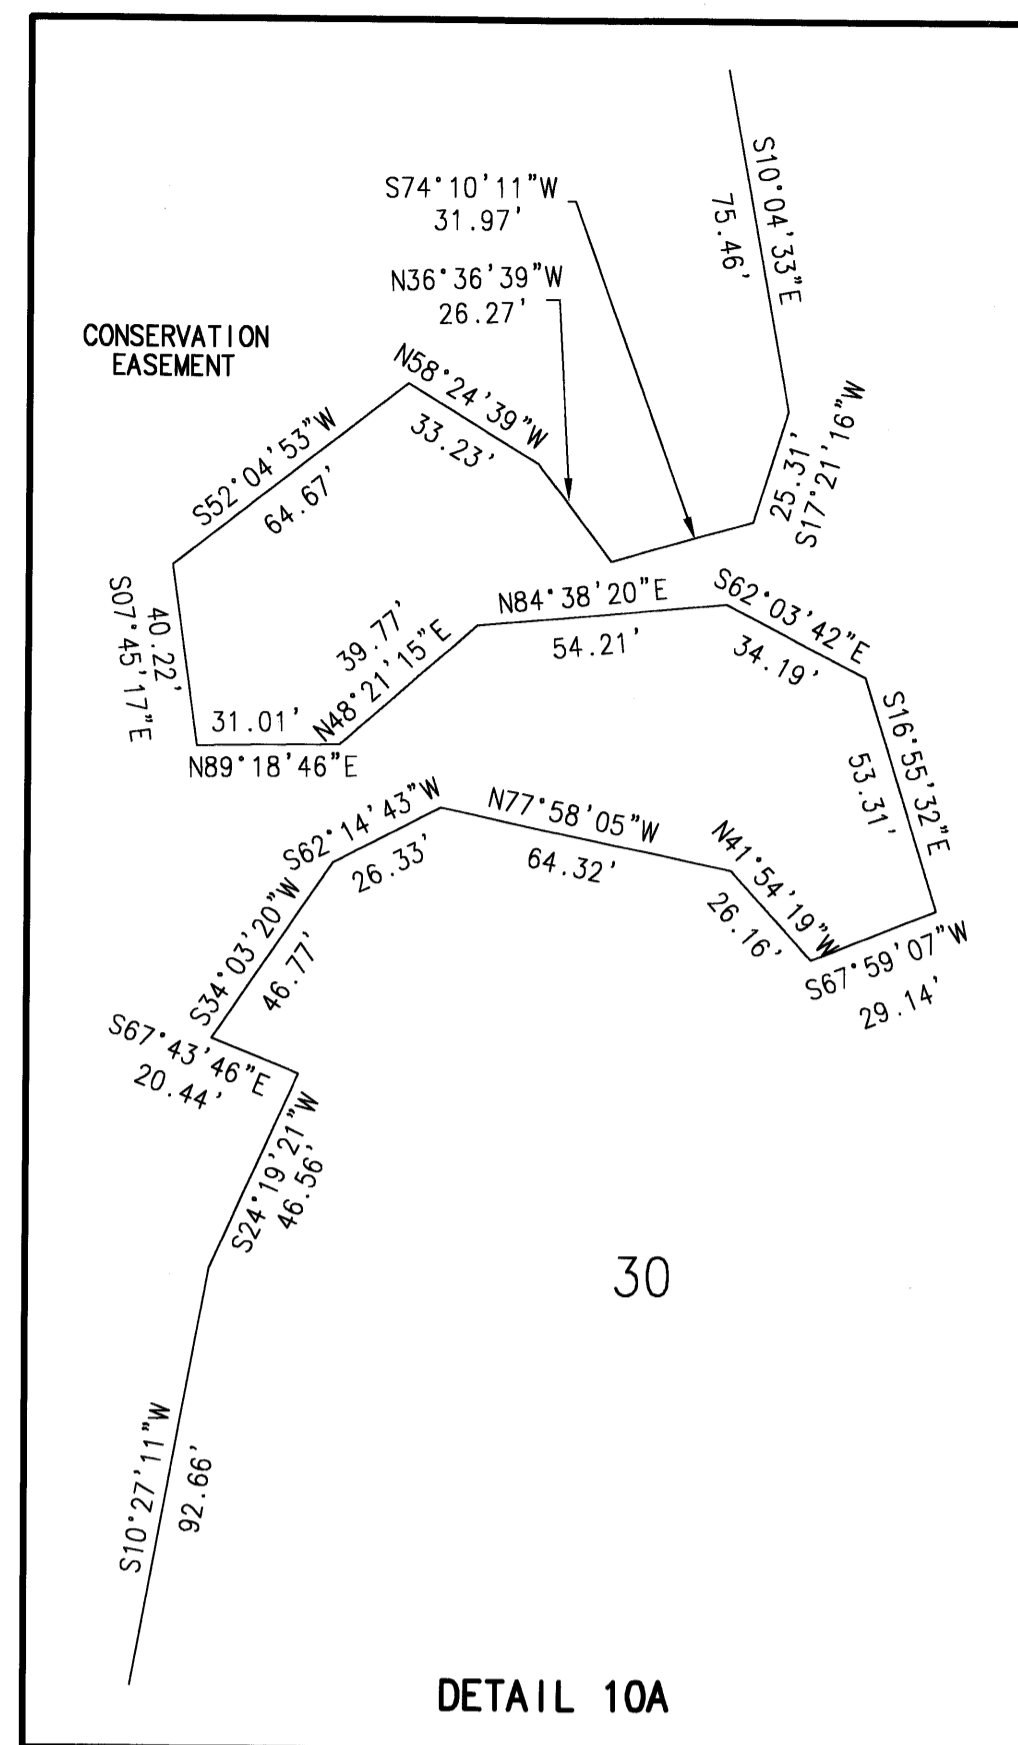 S10°04'33"E
75.46'
S74°10'11"W
31.97'
N36°36'39"W
26.27'
CONSERVATION
EASEMENT
N58°24'39"W
33.23'
25.31'
S17°21'16"W
S52°04'53"W
64.67'
40.22'
S07°45'17"E
31.01'
N89°18'46"E
39.77'
N48°21'15"E
N84°38'20"E
54.21'
S62°03'42"E
34.19'
S16°55'32"E
53.31'
S67°59'07"W
29.14'
N41°54'19"W
26.16'
N77°58'05"W
64.32'
S62°14'43"W
26.33'
S34°03'20"W
46.77'
S67°43'46"E
20.44'
S24°19'21"W
46.56'
30
S10°27'11"W
92.66'
DETAIL 10A